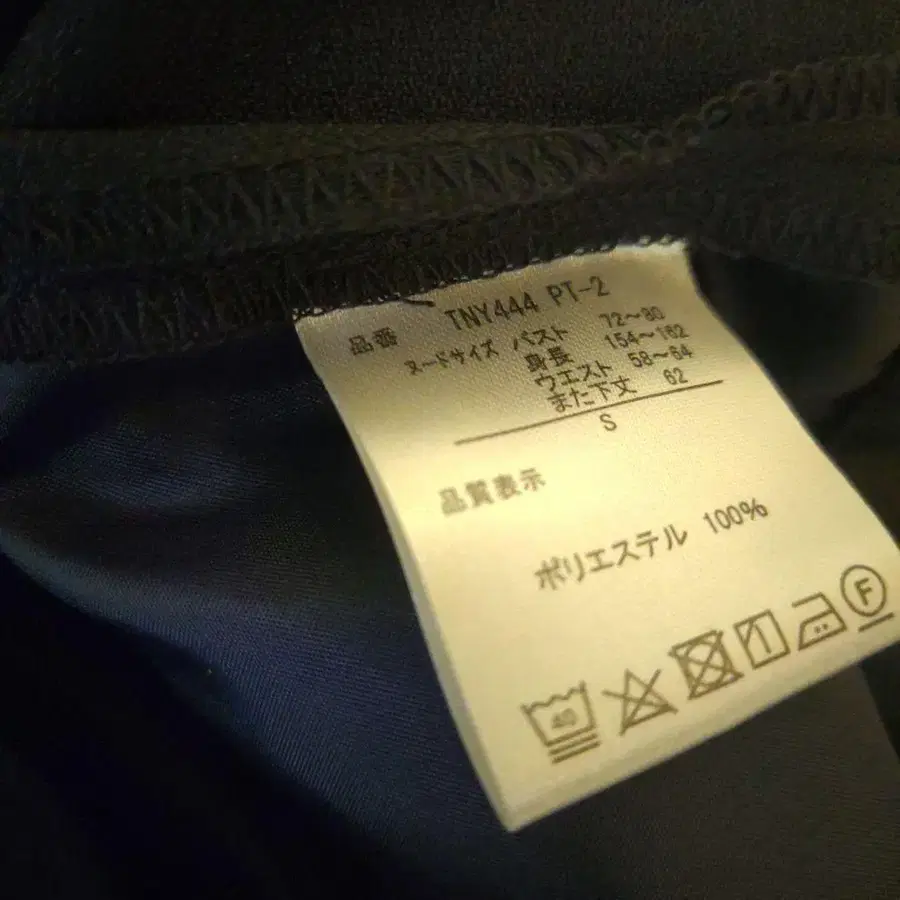 品番 TNY444 PT-2
ヌードサイズ バスト 72〜80
身長 154〜162
ウエスト 58〜64
また下丈 62
S
品質表示
ポリエステル 100%
40
F